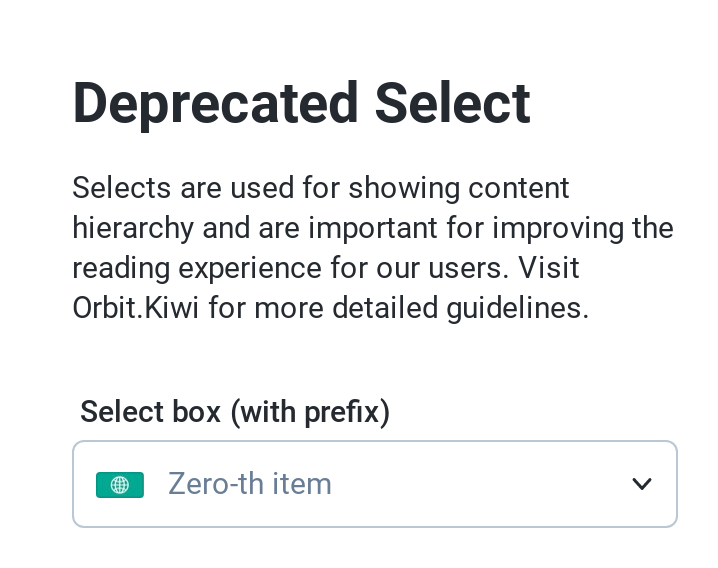 Deprecated Select
Selects are used for showing content
hierarchy and are important for improving the
reading experience for our users. Visit
Orbit.Kiwi for more detailed guidelines.
Select box (with prefix)
Zero-th item